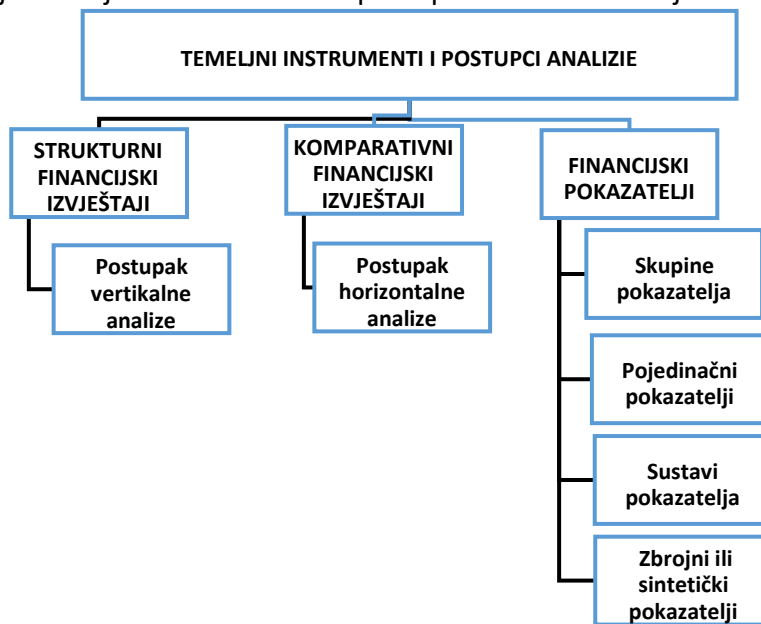 TEMELJNI INSTRUMENTI I POSTUPCI ANALIZIE
STRUKTURNI
FINANCIJSKI
IZVJEŠTAJI
KOMPARATIVNI
FINANCIJSKI
IZVJEŠTAJI
FINANCIJSKI
POKAZATELJI
Postupak
vertikalne
analize
Postupak
horizontalne
analize
Skupine
pokazatelja
Pojedinačni
pokazatelji
Sustavi
pokazatelja
Zbrojni ili
sintetički
pokazatelji